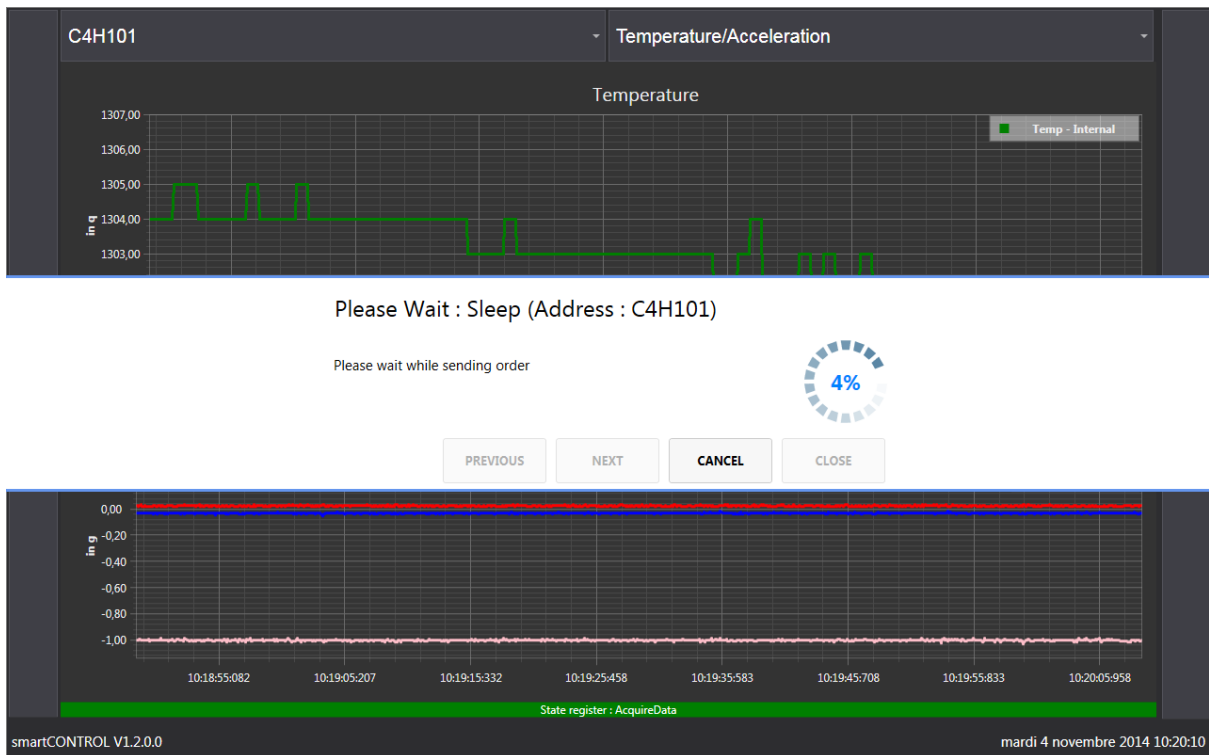 C4H101
Temperature/Acceleration
Temperature
1307,00
1306,00
1305,00
1304,00
1303,00
in q
Temp - Internal
Please Wait : Sleep (Address : C4H101)
Please wait while sending order
4%
PREVIOUS
NEXT
CANCEL
CLOSE
0,00
-0,20
-0,40
-0,60
-0,80
-1,00
in g
10:18:55:082 10:19:05:207 10:19:15:332 10:19:25:458 10:19:35:583 10:19:45:708 10:19:55:833 10:20:05:958
State register : AcquireData
smartCONTROL V1.2.0.0
mardi 4 novembre 2014 10:20:10